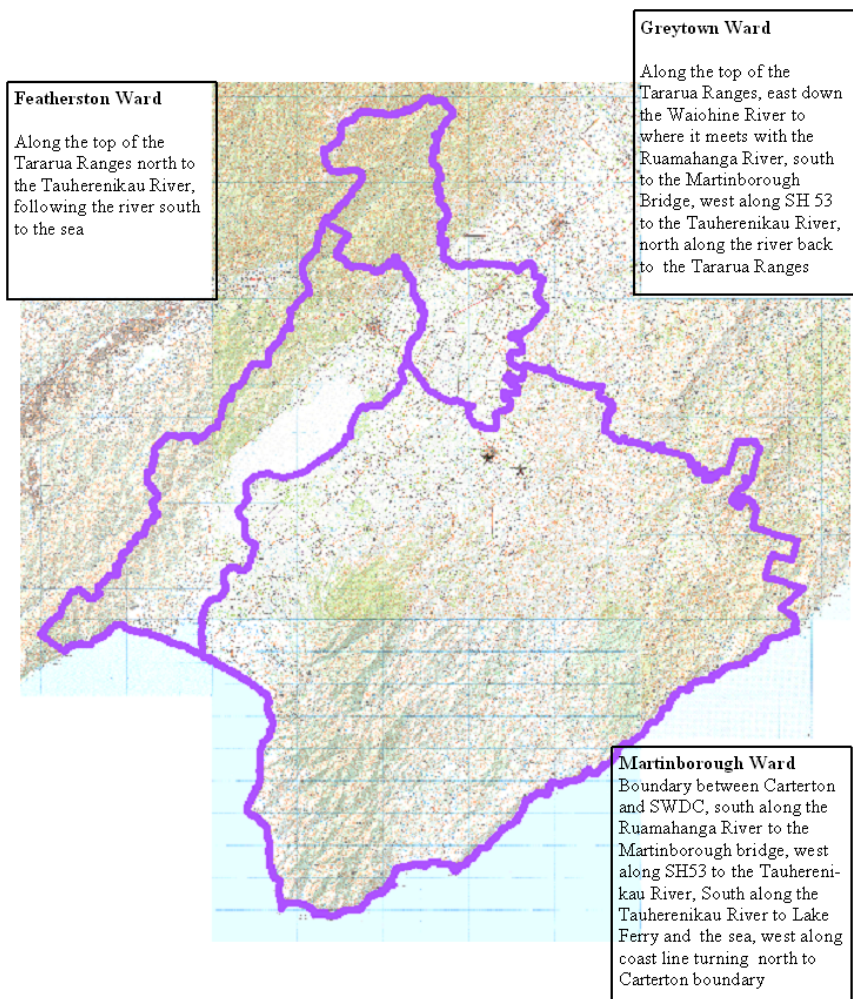 Featherston Ward
Along the top of the
Tararua Ranges north to
the Tauherenikau River,
following the river south
to the sea
Greytown Ward
Along the top of the
Tararua Ranges, east down
the Waiohine River to
where it meets with the
Ruamahanga River, south
to the Martinborough
Bridge, west along SH 53
to the Tauherenikau River,
north along the river back
to the Tararua Ranges
Martinborough Ward
Boundary between Carterton
and SWDC, south along the
Ruamahanga River to the
Martinborough bridge, west
along SH53 to the Tauhereni-
kau River, South along the
Tauherenikau River to Lake
Ferry and the sea, west along
coast line turning north to
Carterton boundary